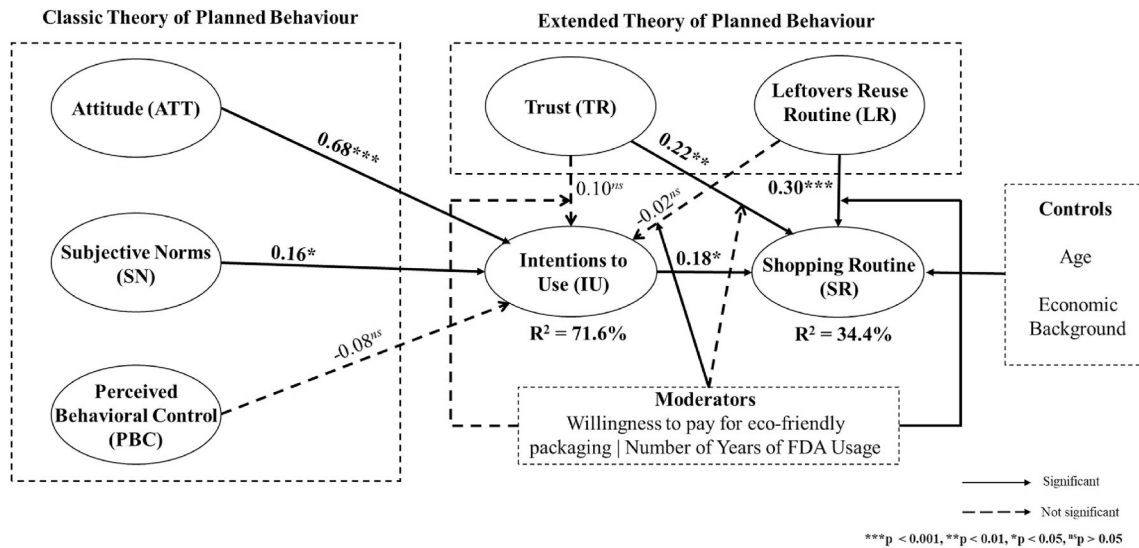 Classic Theory of Planned Behaviour
Extended Theory of Planned Behaviour
Attitude (ATT)
Trust (TR)
Leftovers Reuse
Routine (LR)
0.68***
0.22**
0.10ns
-0.02ns
0.30***
Controls
Age
Economic
Background
Subjective Norms
(SN)
0.16*
Intentions to
Use (IU)
0.18*
Shopping Routine
(SR)
R² = 71.6%
R² = 34.4%
-0.08ns
Perceived
Behavioral Control
(PBC)
Moderators
Willingness to pay for eco-friendly
packaging | Number of Years of FDA Usage
Significant
Not significant
***p < 0.001, **p < 0.01, *p < 0.05, nsp > 0.05